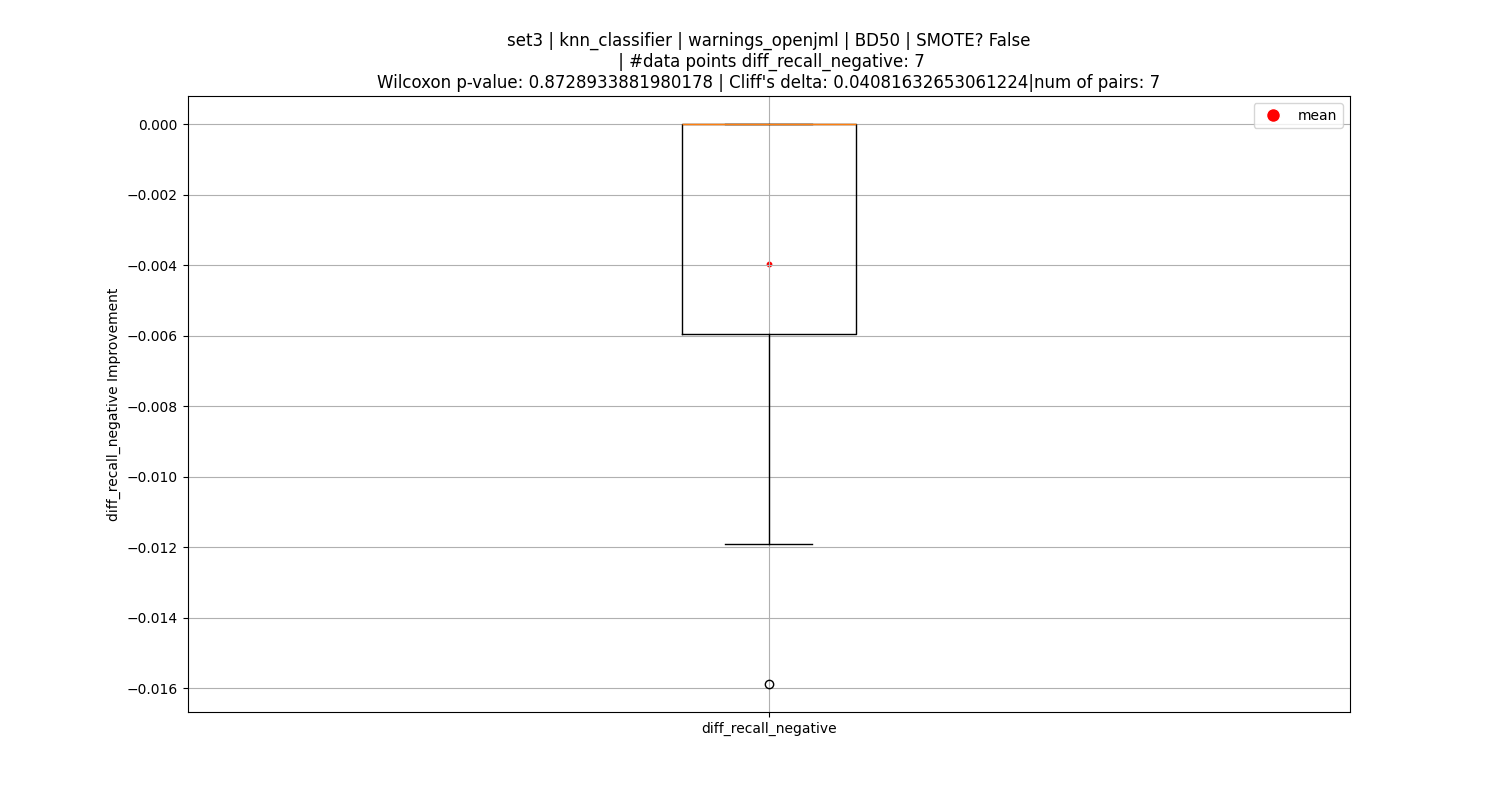 set3 | knn_classifier | warnings_openjml | BD50 | SMOTE? False
| #data points diff_recall_negative: 7
Wilcoxon p-value: 0.8728933881980178 | Cliff's delta: 0.04081632653061224|num of pairs: 7
mean
0.000
−0.002
−0.004
−0.006
−0.008
−0.010
−0.012
−0.014
−0.016
diff_recall_negative Improvement
diff_recall_negative